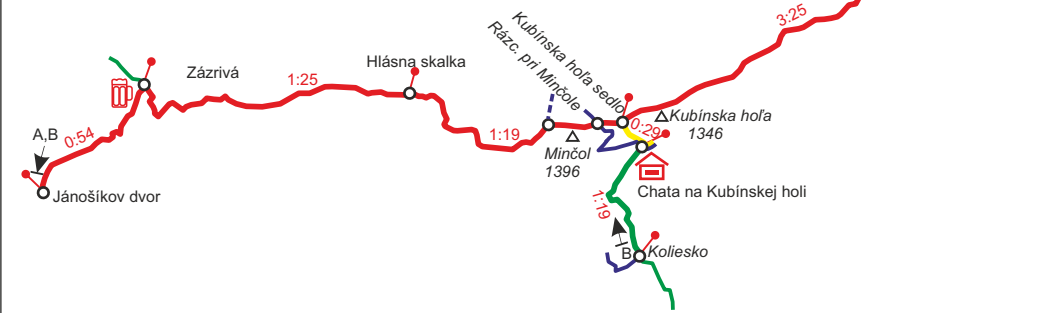 3:25
Kubínska hoľa sedlo
Rázc. pri Minčole
Hlásna skalka
Zázrivá
1:25
Kubínska hoľa
1346
0:29
A,B
0:54
1:19
Minčol
1396
Jánošíkov dvor
Chata na Kubínskej holi
1:19
B
Koliesko